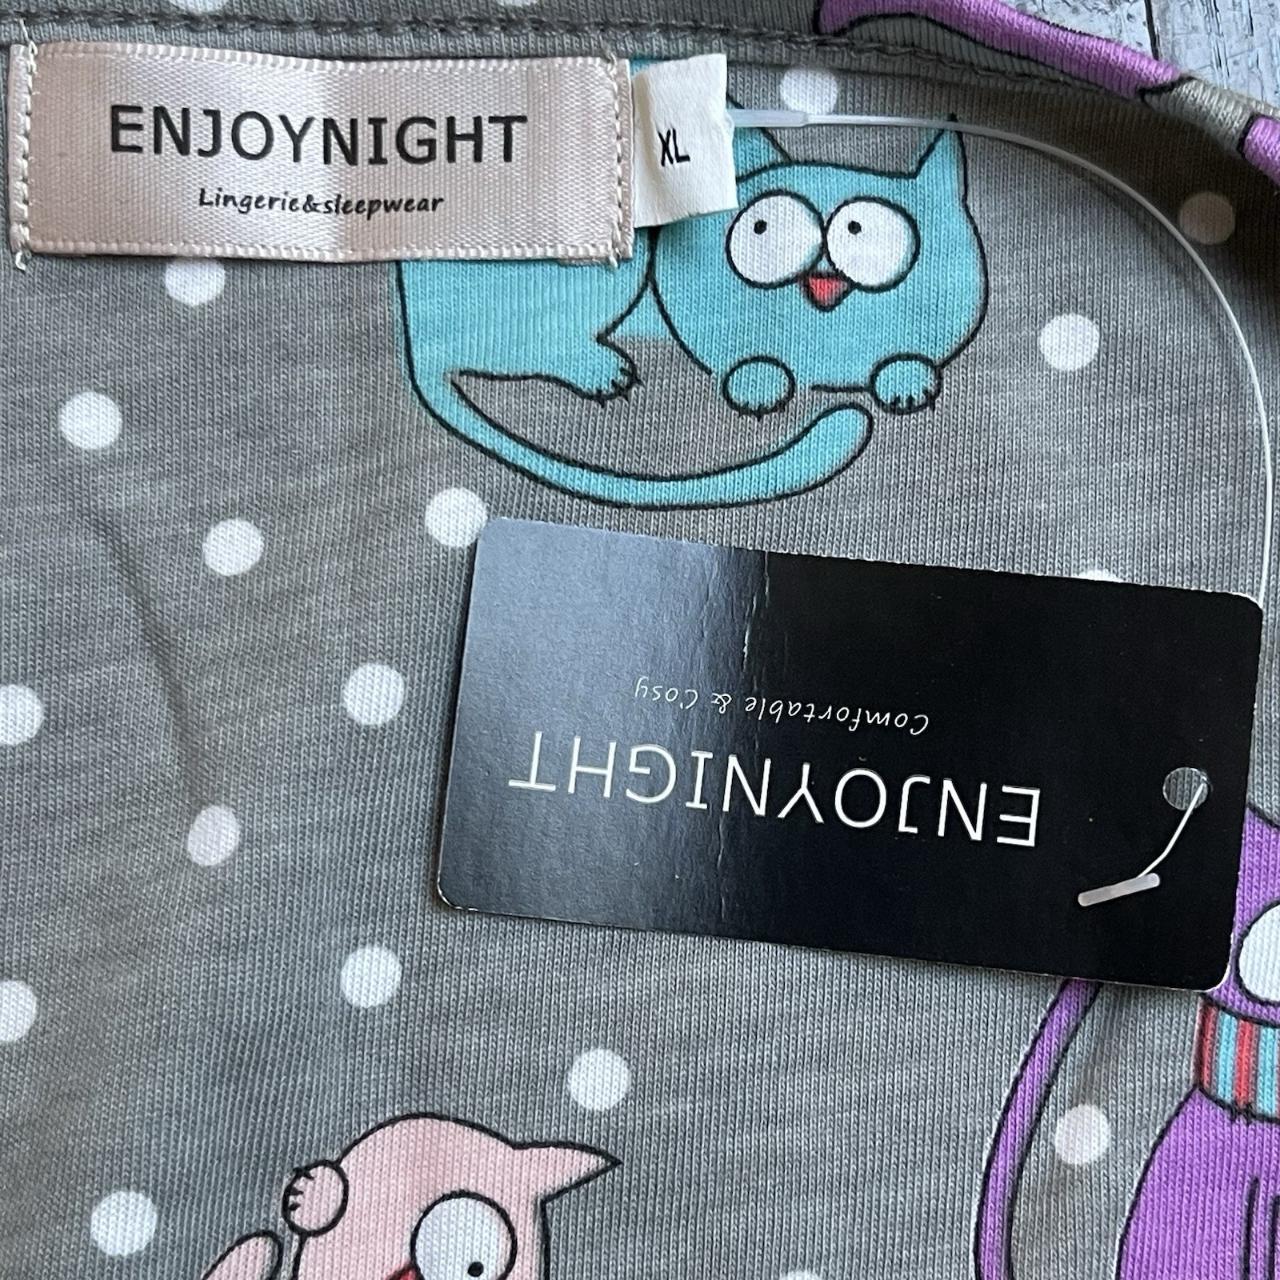 ENJOYNIGHT
Lingerie&sleepwear
XL
ENJOYNIGHT
Comfortable & Cosy